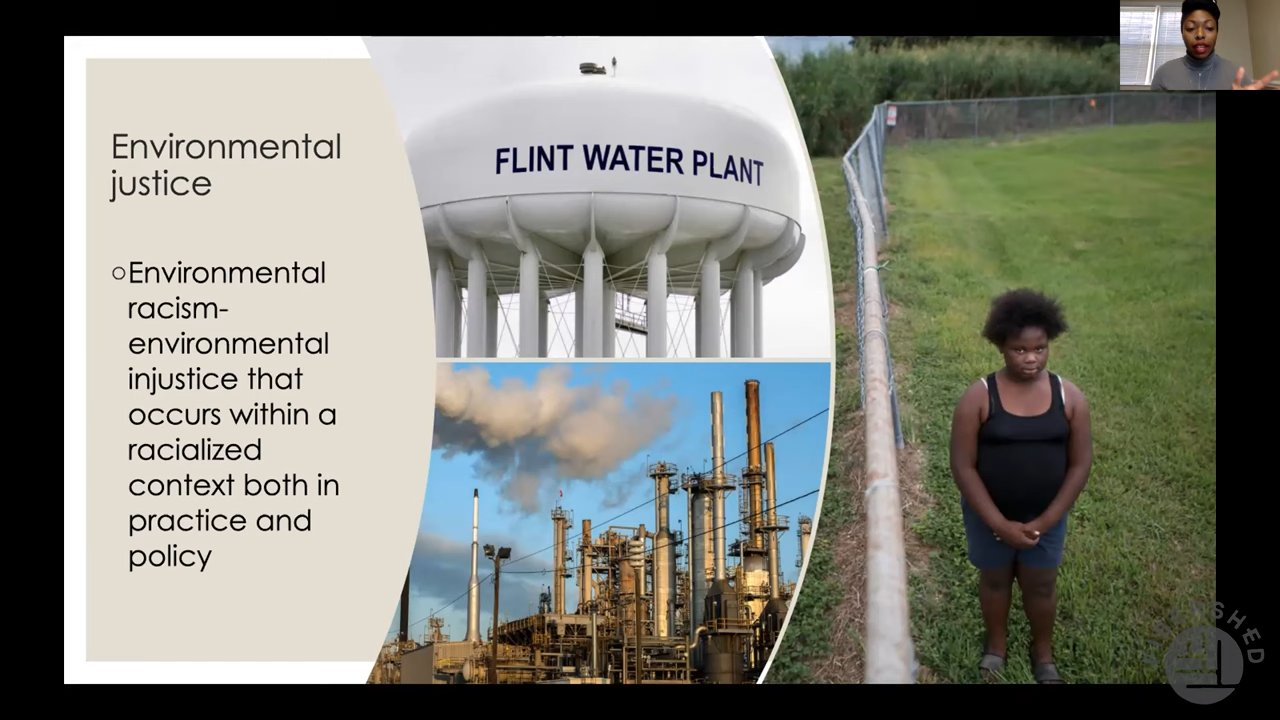 Environmental
justice
○Environmental
racism-
environmental
injustice that
occurs within a
racialized
context both in
practice and
policy
FLINT WATER PLANT